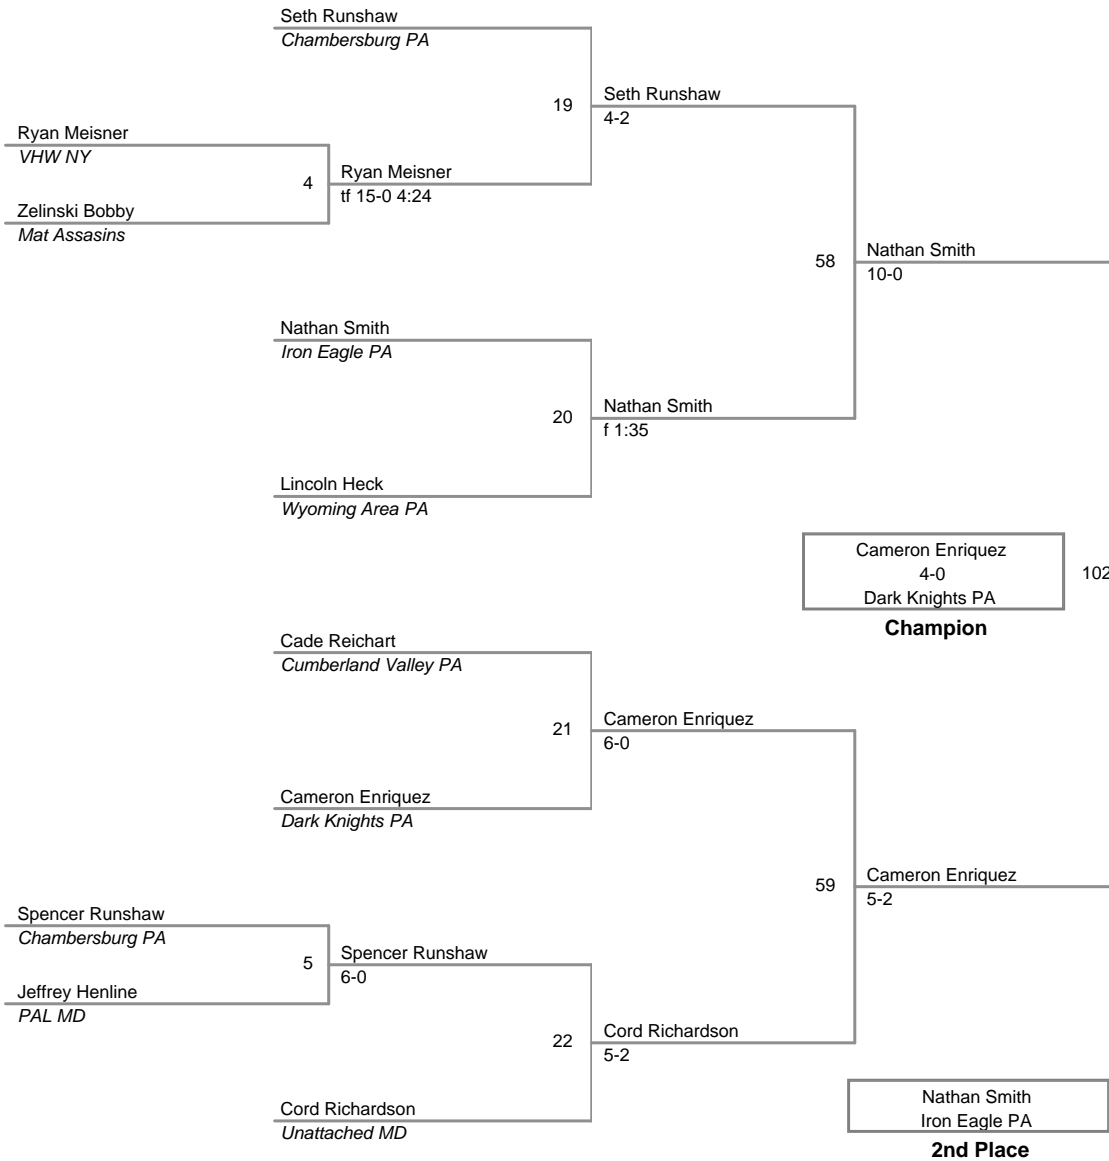 Seth Runshaw
Chambersburg PA
19
Seth Runshaw
4-2
Ryan Meisner
VHW NY
4
Ryan Meisner
tf 15-0 4:24
Zelinski Bobby
Mat Assasins
58
Nathan Smith
10-0
Nathan Smith
Iron Eagle PA
20
Nathan Smith
f 1:35
Lincoln Heck
Wyoming Area PA
Cameron Enriquez
4-0
Dark Knights PA
102
Champion
Cade Reichart
Cumberland Valley PA
21
Cameron Enriquez
6-0
Cameron Enriquez
Dark Knights PA
59
Cameron Enriquez
5-2
Spencer Runshaw
Chambersburg PA
5
Spencer Runshaw
6-0
Jeffrey Henline
PAL MD
22
Cord Richardson
5-2
Cord Richardson
Unattached MD
Nathan Smith
Iron Eagle PA
2nd Place